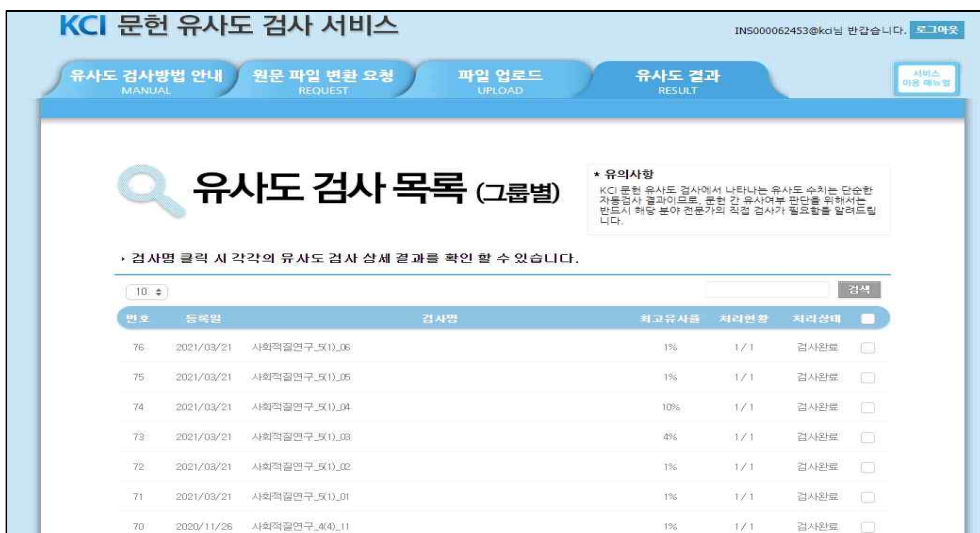 KCI 문헌 유사도 검사 서비스
INS000062453@kci님 반갑습니다. 로그아웃
유사도 검사방법 안내 원문 파일 변환 요청 파일 업로드 유사도 결과
MANUAL REQUEST UPLOAD RESULT
서비스
이용 매뉴얼
유사도 검사 목록 (그룹별)
* 유의사항
KCI 문헌 유사도 검사에서 나타나는 유사도 수치는 단순한
자동검사 결과이므로, 문헌 간 유사여부 판단을 위해서는
반드시 해당 분야 전문가의 직접 검사가 필요함을 알려드립
니다.
검사명 클릭 시 각각의 유사도 검사 상세 결과를 확인 할 수 있습니다.
10 검색
번호 등록일 검사명 최고유사률 처리현황 처리상태
76 2021/03/21 사회적질연구_5(1)_06 1% 1/1 검사완료
75 2021/03/21 사회적질연구_5(1)_05 1% 1/1 검사완료
74 2021/03/21 사회적질연구_5(1)_04 10% 1/1 검사완료
73 2021/03/21 사회적질연구_5(1)_03 4% 1/1 검사완료
72 2021/03/21 사회적질연구_5(1)_02 1% 1/1 검사완료
71 2021/03/21 사회적질연구_5(1)_01 1% 1/1 검사완료
70 2020/11/26 사회적질연구_4(4)_11 1% 1/1 검사완료